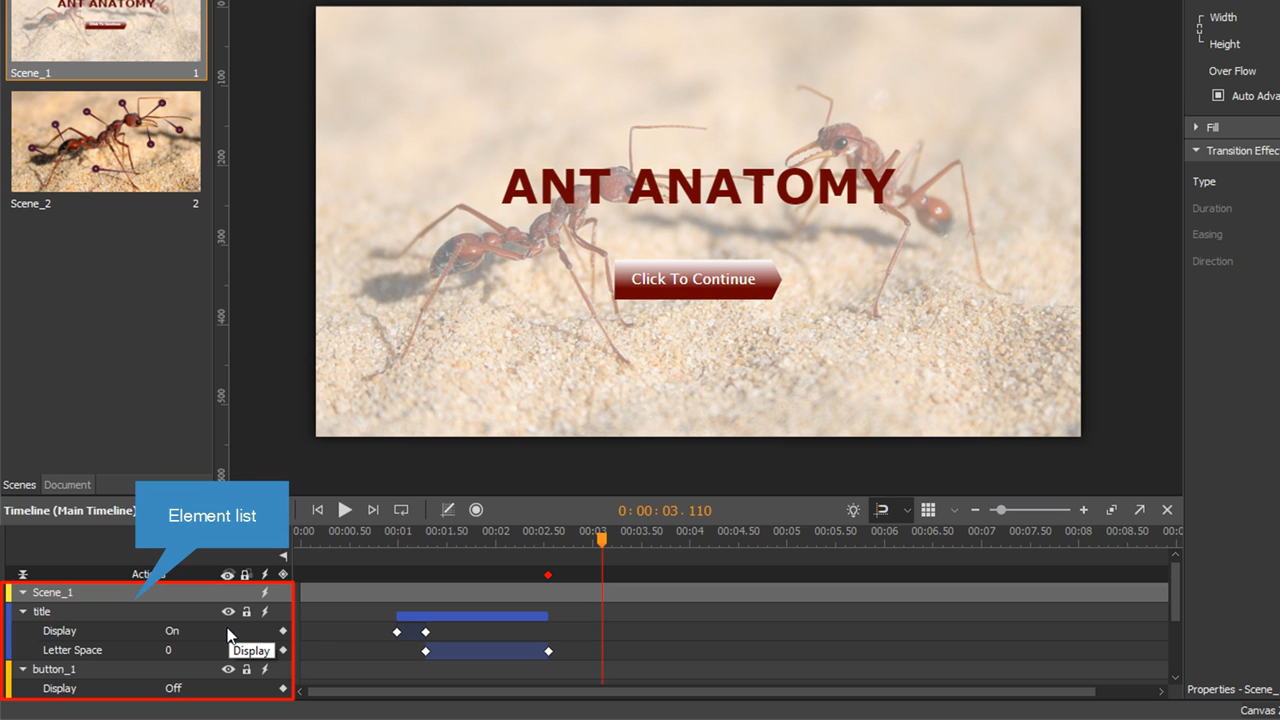 ANT ANATOMY
Scene_1 1
Scene_2 2
0
100
200
300
400
500
ANT ANATOMY
Click To Continue
Width
Height
Over Flow
Auto Adva
Fill
Transition Effec
Type
Duration
Easing
Direction
Scenes Document
Timeline (Main Timeline)
Element list
0:00:03.110
0:00 00:00.50 00:01 00:01.50 00:02 00:02.50 00:03 00:03.50 00:04 00:04.50 00:05 00:05.50 00:06 00:06.50 00:07 00:07.50 00:08 00:08.50 00:0
Actions
Scene_1
title
Display On
Letter Space 0
Display
button_1
Display Off
Properties - Scene_
Canvas